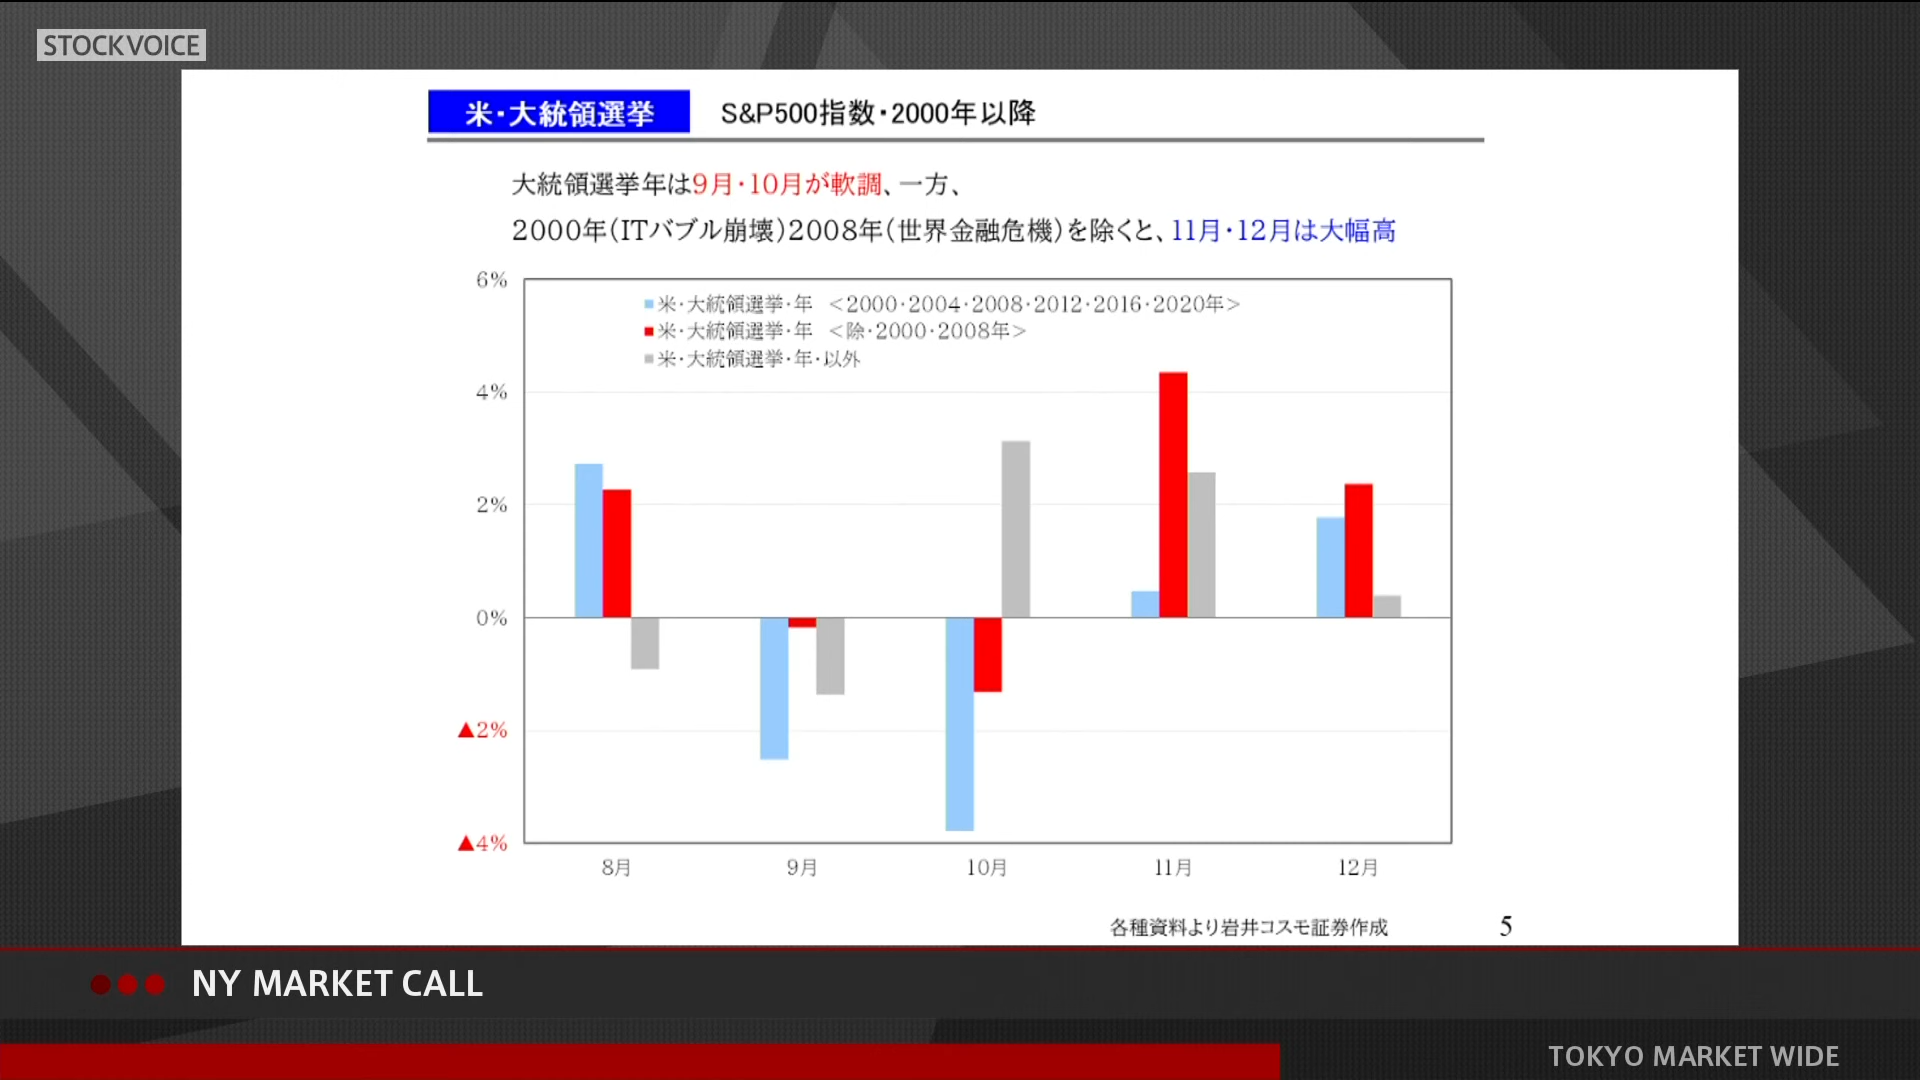 STOCKVOICE
米・大統領選挙 S&P500指数・2000年以降
大統領選挙年は9月・10月が軟調、一方、
2000年（ITバブル崩壊）2008年（世界金融危機）を除くと、11月・12月は大幅高
米・大統領選挙・年 ＜2000・2004・2008・2012・2016・2020年＞
米・大統領選挙・年 ＜除・2000・2008年＞
米・大統領選挙・年・以外
6%
4%
2%
0%
▲2%
▲4%
8月 9月 10月 11月 12月
各種資料より岩井コスモ証券作成 5
NY MARKET CALL
TOKYO MARKET WIDE